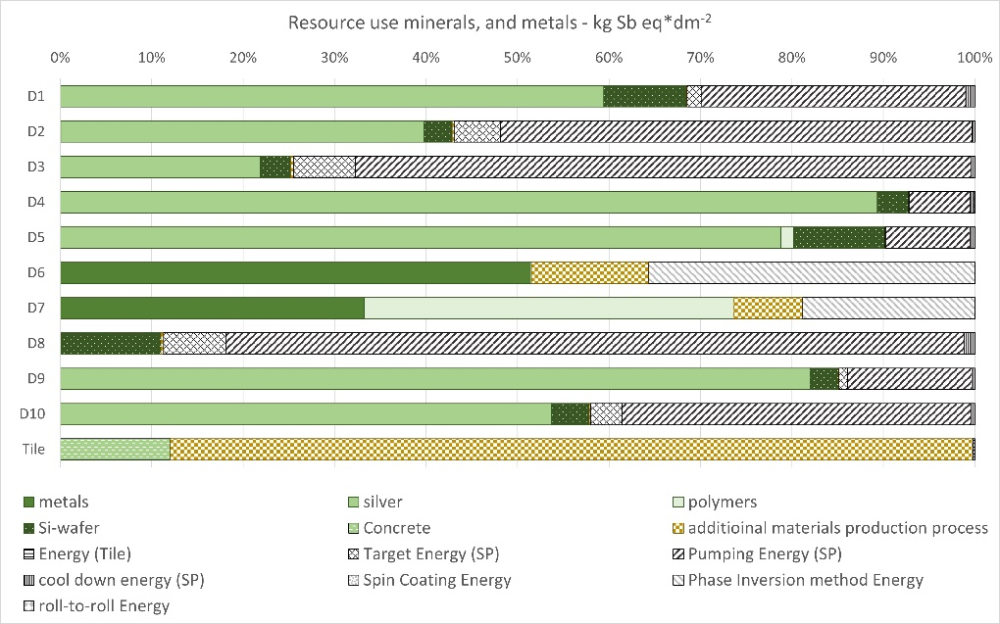 Resource use minerals, and metals - kg Sb eq*dm-2
0% 10% 20% 30% 40% 50% 60% 70% 80% 90% 100%
D1
D2
D3
D4
D5
D6
D7
D8
D9
D10
Tile
metals silver polymers
Si-wafer Concrete additioinal materials production process
Energy (Tile) Target Energy (SP) Pumping Energy (SP)
cool down energy (SP) Spin Coating Energy Phase Inversion method Energy
roll-to-roll Energy